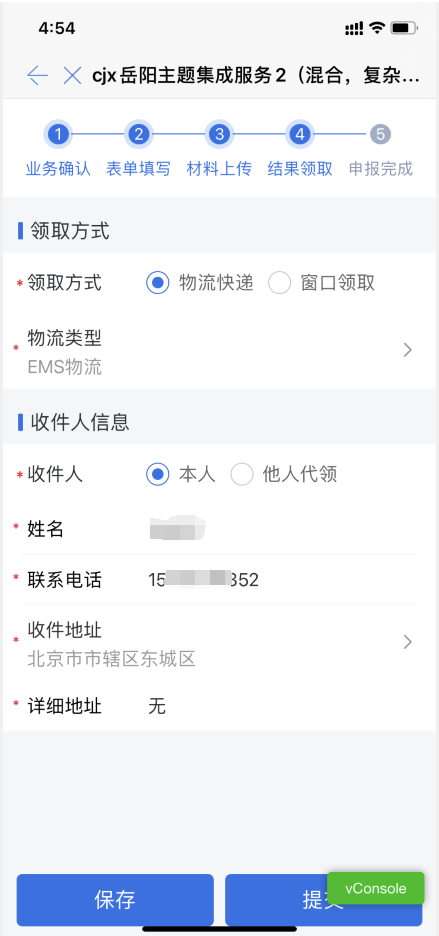 4:54
cjx岳阳主题集成服务2（混合，复杂...
1 2 3 4 5
业务确认 表单填写 材料上传 结果领取 申报完成
领取方式
*领取方式 物流快递 窗口领取
*物流类型
EMS物流
收件人信息
*收件人 本人 他人代领
*姓名
*联系电话 15 352
*收件地址
北京市市辖区东城区
*详细地址 无
保存 提交 vConsole